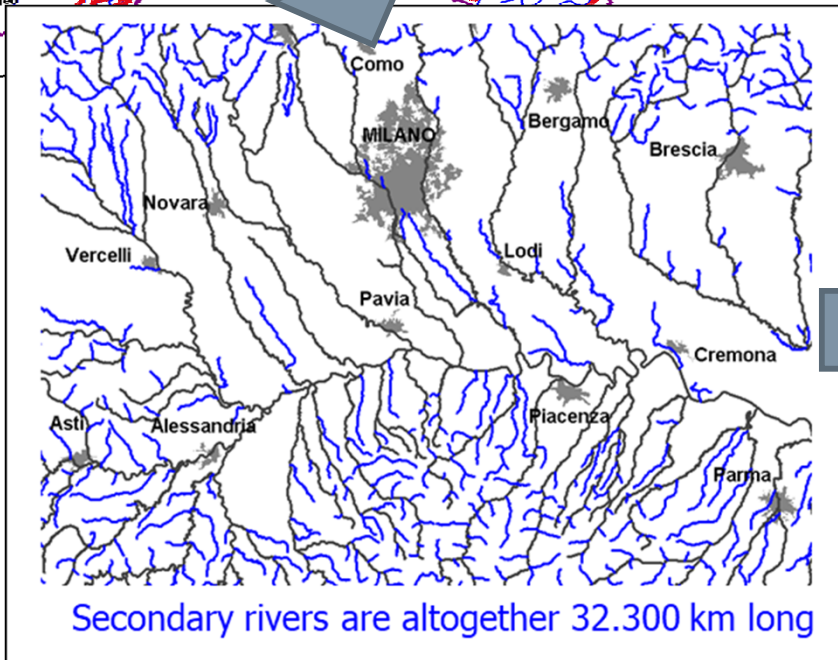 Como
MILANO
Bergamo
Brescia
Novara
Vercelli
Lodi
Pavia
Cremona
Piacenza
Asti
Alessandria
Parma
Secondary rivers are altogether 32.300 km long